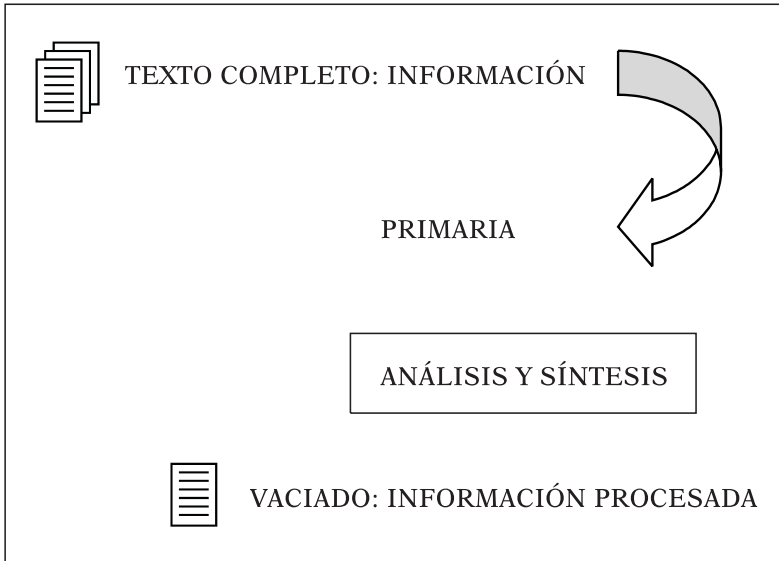 TEXTO COMPLETO: INFORMACIÓN
PRIMARIA
ANÁLISIS Y SÍNTESIS
VACIADO: INFORMACIÓN PROCESADA